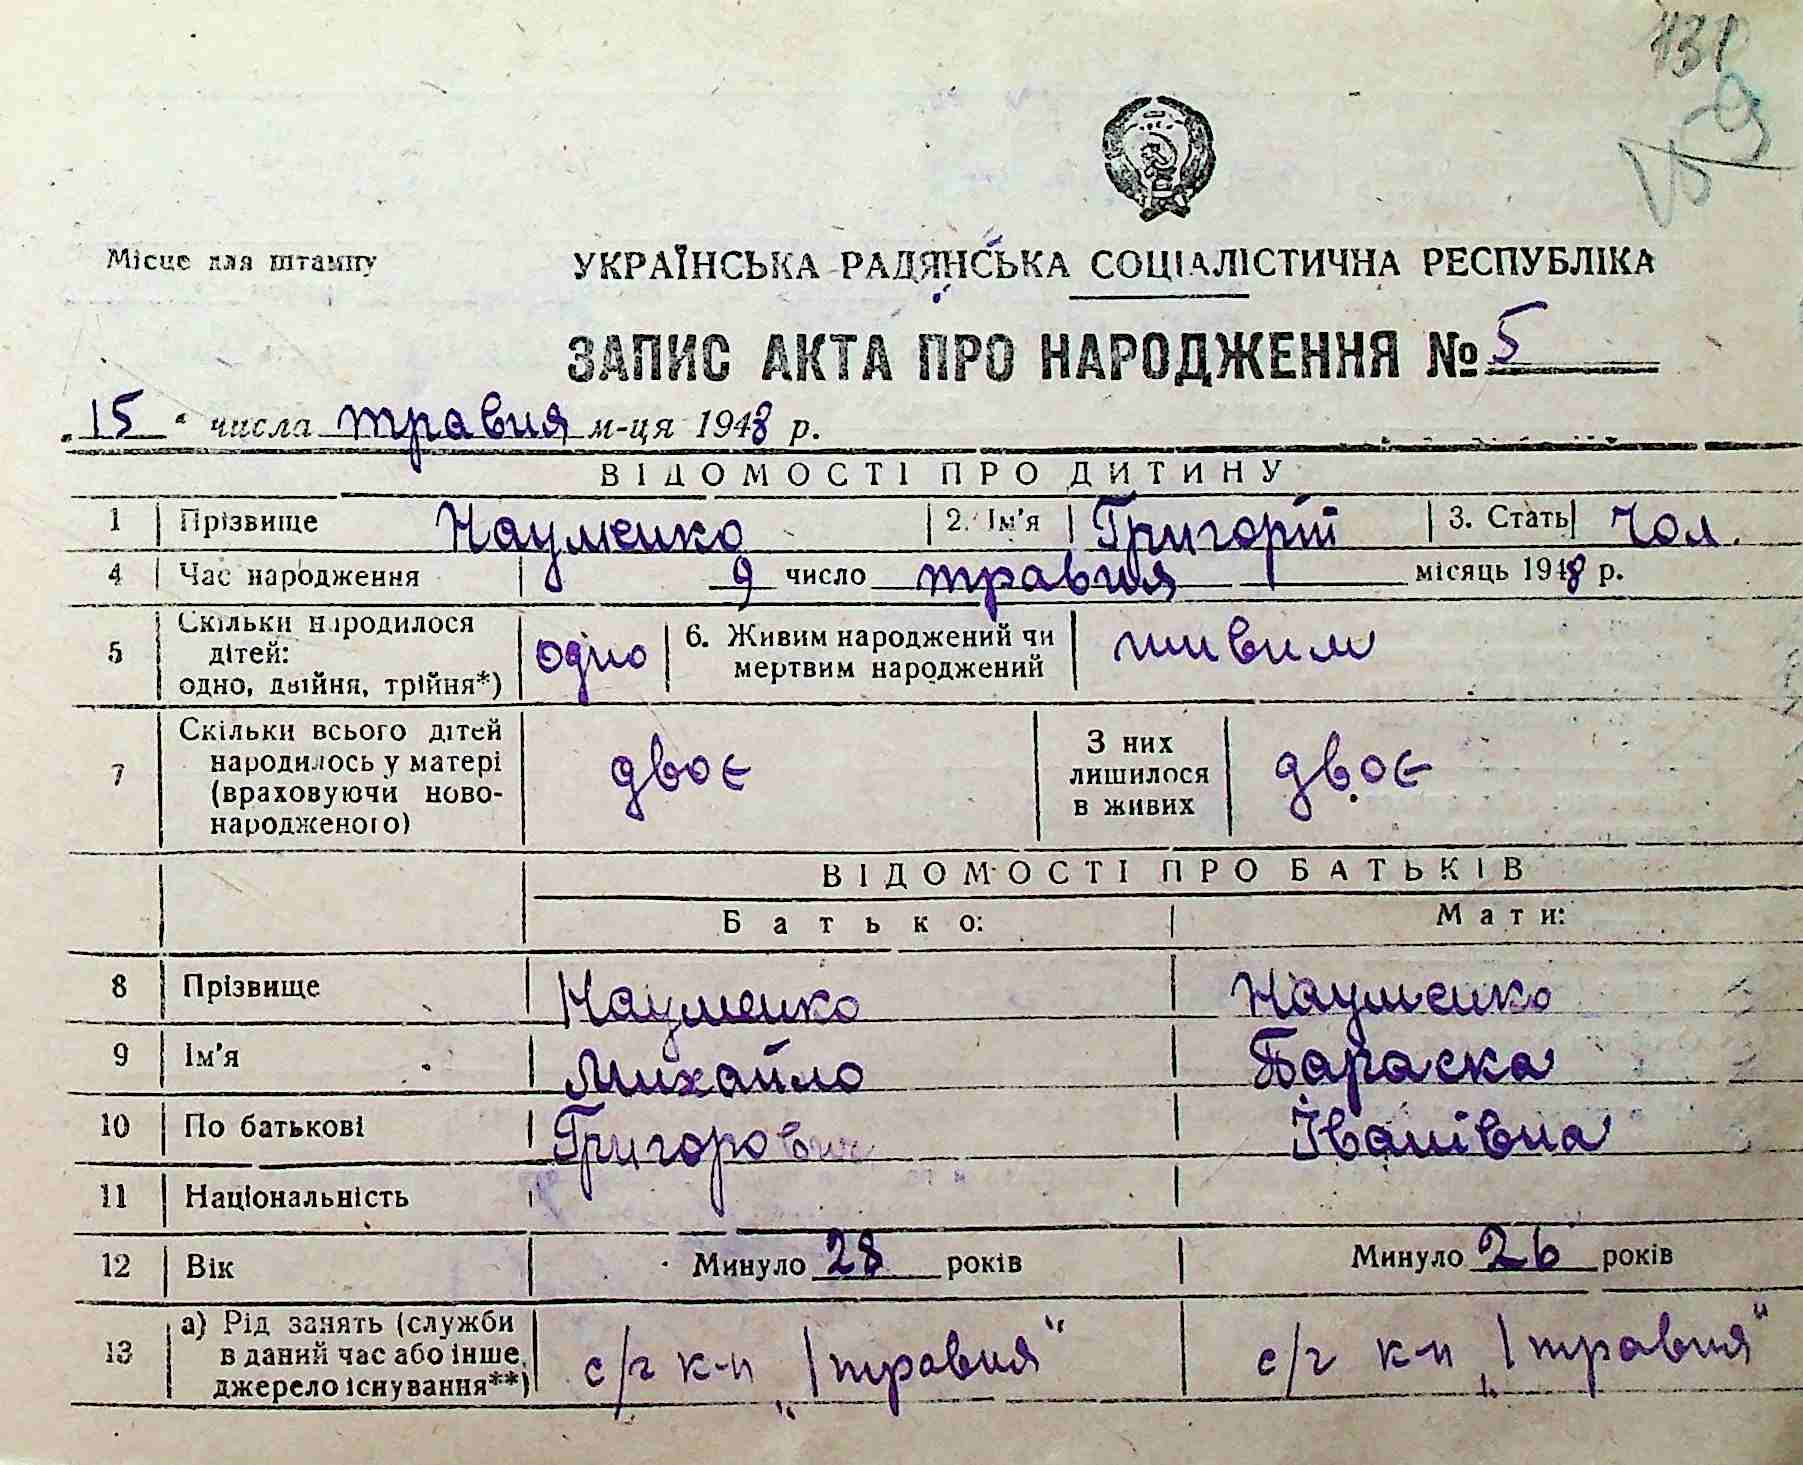 131
Місце для штампу
УКРАЇНСЬКА РАДЯНСЬКА СОЦІАЛІСТИЧНА РЕСПУБЛІКА
ЗАПИС АКТА ПРО НАРОДЖЕННЯ № 5
"15" числа травня м-ця 1948 р.
ВІДОМОСТІ ПРО ДИТИНУ
1 Прізвище Науменко 2. Ім'я Григорій 3. Стать Чол.
4 Час народження 9 число травня місяць 1948 р.
5 Скільки народилося дітей: одно, двійня, трійня*) одно 6. Живим народжений чи мертвим народжений живим
7 Скільки всього дітей народилось у матері (враховуючи ново-народженого) двоє З них лишилося в живих двоє
ВІДОМОСТІ ПРО БАТЬКІВ
Батько: Мати:
8 Прізвище Науменко Науменко
9 Ім'я Михайло Параска
10 По батькові Григорович Іванівна
11 Національність
12 Вік Минуло 28 років Минуло 26 років
13 а) Рід занять (служби в даний час або інше джерело існування**) с/г к-п "1 травня" с/г к-п "1 травня"